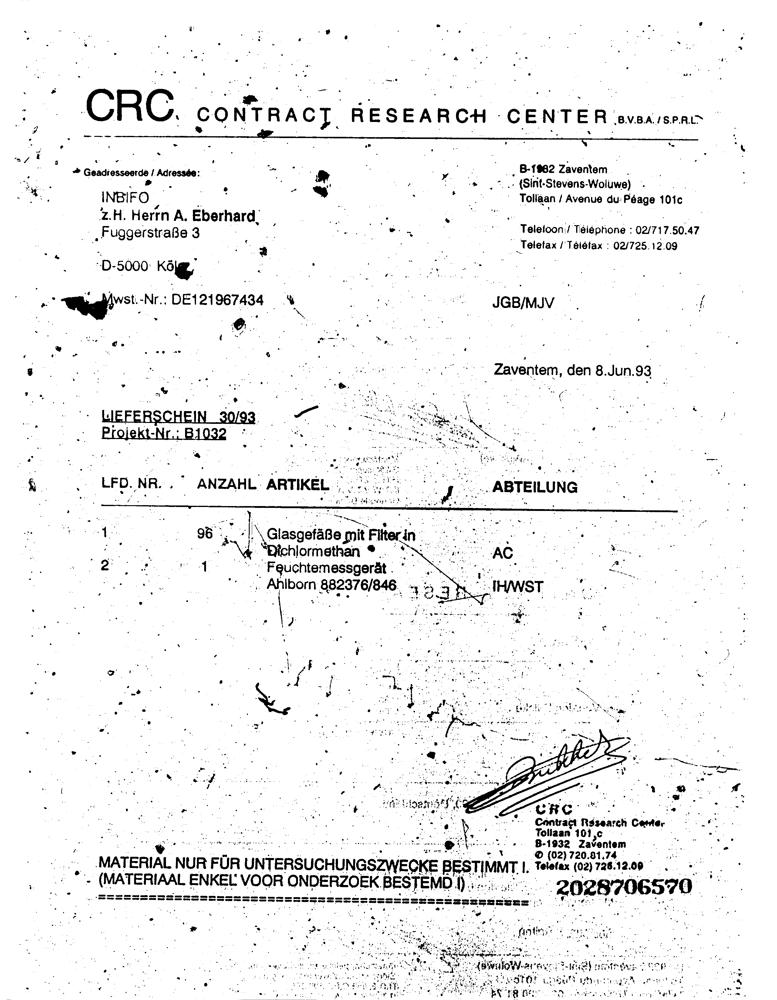 CRC. CONTRACT RESEARCH CENTER B.V.B.A. / S.P.R.L.
Geadresseerde / Adressée:
INBIFO
z.H. Herrn A. Eberhard
Fuggerstraße 3
D-5000 Köln
Mwst.-Nr.: DE121967434
B-1982 Zaventem
(Sint-Stevens-Woluwe)
Tollaan / Avenue du Péage 101c
Telefoon / Téléphone : 02/717.50.47
Telefax / Téléfax : 02/725.12.09
JGB/MJV
Zaventem, den 8.Jun.93
LIEFERSCHEIN 30/93
Projekt-Nr.: B1032
LFD. NR. ANZAHL ARTIKEL ABTEILUNG
1 96 Glasgefäße mit Filter in
Dichlormethan AC
2 1 Feuchtemessgerät
Ahlborn 882376/846 IH/WST
CRC
Contract Research Center
Tollaan 101 c
B-1932 Zaventem
✆ (02) 720.81.74
Telefax (02) 725.12.09
MATERIAL NUR FÜR UNTERSUCHUNGSZWECKE BESTIMMT !.
(MATERIAAL ENKEL VOOR ONDERZOEK BESTEMD !)
2028706570